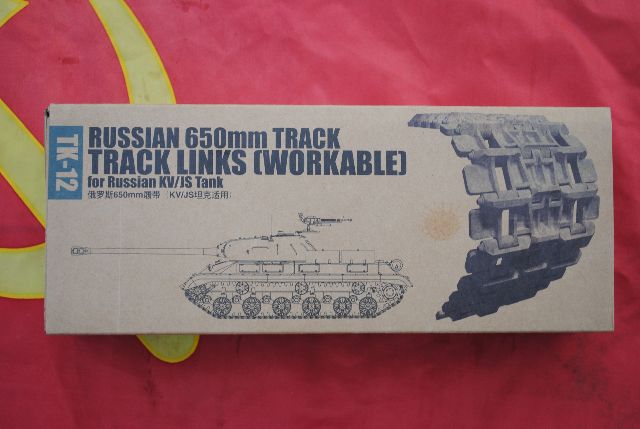 TK-12
RUSSIAN 650mm TRACK
TRACK LINKS (WORKABLE)
for Russian KV/JS Tank
俄罗斯650mm履带（KV/JS坦克适用）